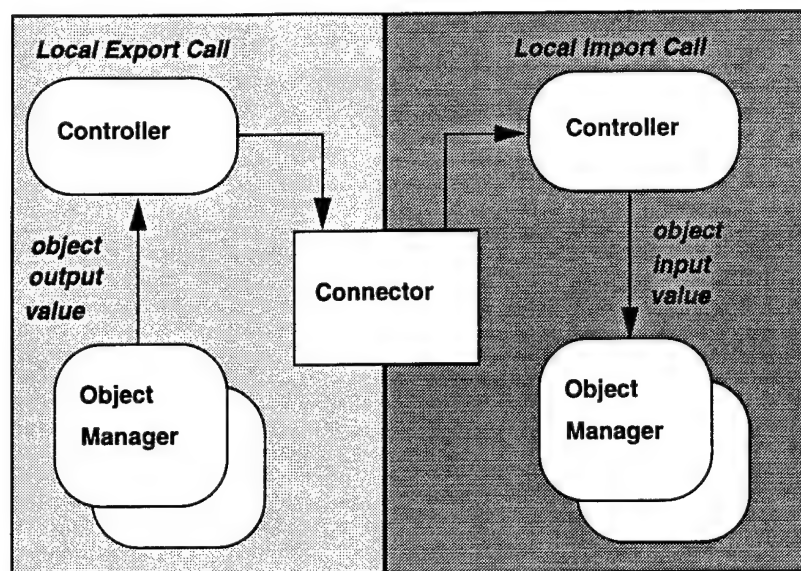 Local Export Call
Controller
object
output
value
Object
Manager
Connector
Local Import Call
Controller
object
input
value
Object
Manager